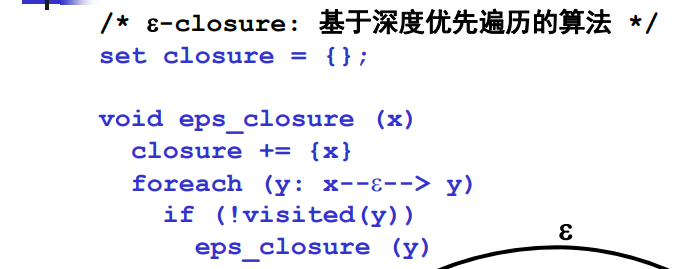 /* ε-closure: 基于深度优先遍历的算法 */
set closure = {};
void eps_closure (x)
closure += {x}
foreach (y: x--ε--> y)
if (!visited(y))
eps_closure (y)
ε